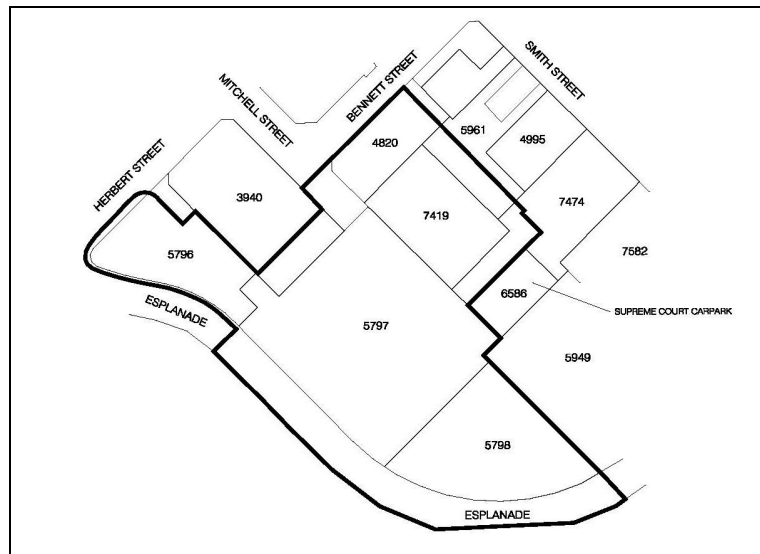 SMITH STREET
BENNETT STREET
MITCHELL STREET
HERBERT STREET
5961
4820
4995
3940
7474
7419
5796
7582
6586
SUPREME COURT CARPARK
ESPLANADE
5797
5949
5798
ESPLANADE